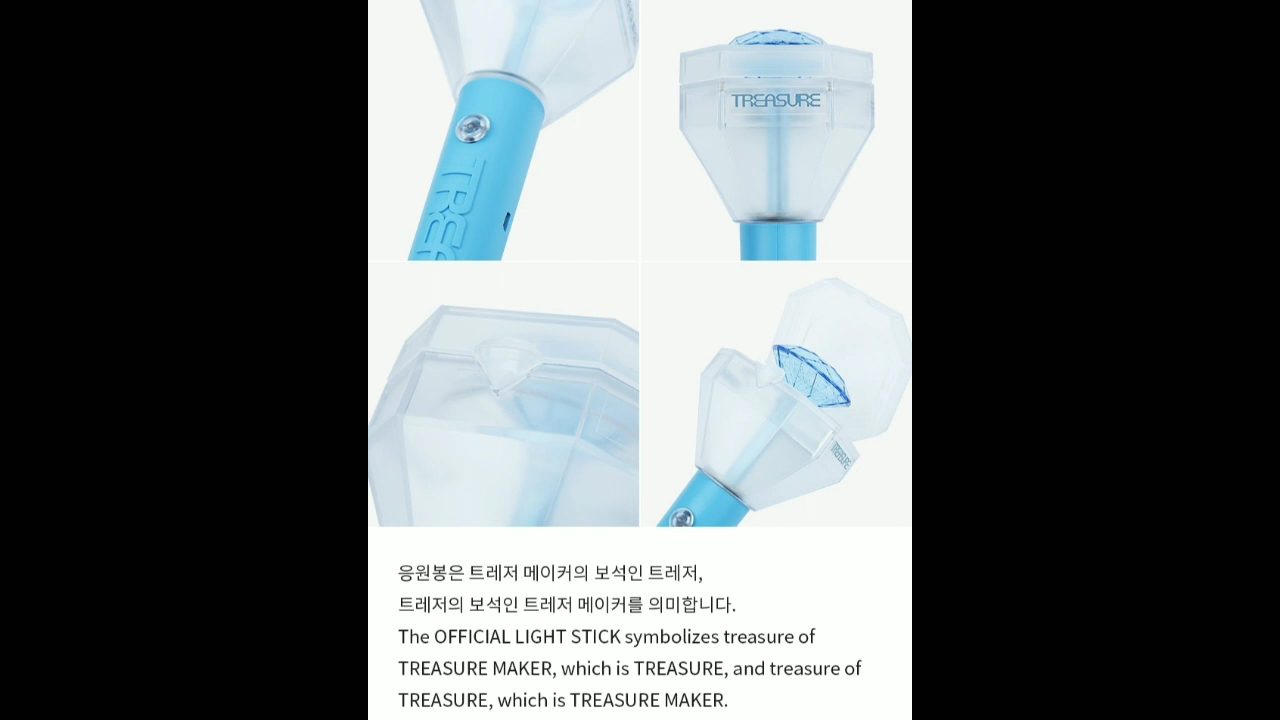 TREA
TREASURE
TREASURE
응원봉은 트레저 메이커의 보석인 트레저,
트레저의 보석인 트레저 메이커를 의미합니다.
The OFFICIAL LIGHT STICK symbolizes treasure of
TREASURE MAKER, which is TREASURE, and treasure of
TREASURE, which is TREASURE MAKER.